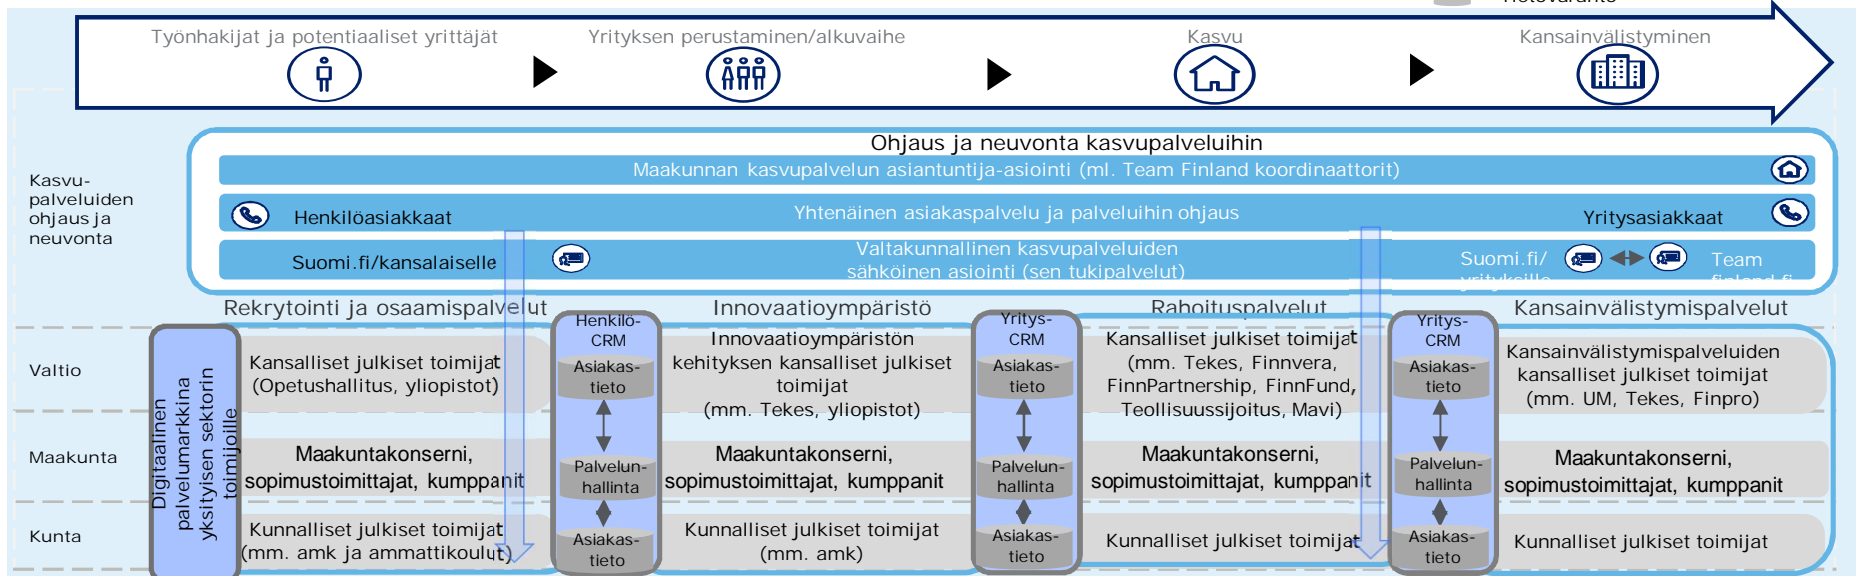 Tietovaranto
Työnhakijat ja potentiaaliset yrittäjät
Yrityksen perustaminen/alkuvaihe
Kasvu
Kansainvälistyminen
Kasvu-
palveluiden
ohjaus ja
neuvonta
Ohjaus ja neuvonta kasvupalveluihin
Maakunnan kasvupalvelun asiantuntija-asiointi (ml. Team Finland koordinaattorit)
Henkilöasiakkaat
Yhtenäinen asiakaspalvelu ja palveluihin ohjaus
Yritysasiakkaat
Suomi.fi/kansalaiselle
Valtakunnallinen kasvupalveluiden
sähköinen asiointi (sen tukipalvelut)
Suomi.fi/
yrityksille
Team
finland.fi
Rekrytointi ja osaamispalvelut
Innovaatioympäristö
Rahoituspalvelut
Kansainvälistymispalvelut
Valtio
Maakunta
Kunta
Digitaalinen
palvelumarkkina
yksityisen sektorin
toimijoille
Kansalliset julkiset toimijat
(Opetushallitus, yliopistot)
Maakuntakonserni,
sopimustoimittajat, kumppanit
Kunnalliset julkiset toimijat
(mm. amk ja ammattikoulut)
Henkilö-
CRM
Asiakas-
tieto
Palvelun-
hallinta
Asiakas-
tieto
Innovaatioympäristön
kehityksen kansalliset julkiset
toimijat
(mm. Tekes, yliopistot)
Maakuntakonserni,
sopimustoimittajat, kumppanit
Kunnalliset julkiset toimijat
(mm. amk)
Yritys-
CRM
Asiakas-
tieto
Palvelun-
hallinta
Asiakas-
tieto
Kansalliset julkiset toimijat
(mm. Tekes, Finnvera,
FinnPartnership, FinnFund,
Teollisuussijoitus, Mavi)
Maakuntakonserni,
sopimustoimittajat, kumppanit
Kunnalliset julkiset toimijat
Yritys-
CRM
Asiakas-
tieto
Palvelun-
hallinta
Asiakas-
tieto
Kansainvälistymispalveluiden
kansalliset julkiset toimijat
(mm. UM, Tekes, Finpro)
Maakuntakonserni,
sopimustoimittajat, kumppanit
Kunnalliset julkiset toimijat